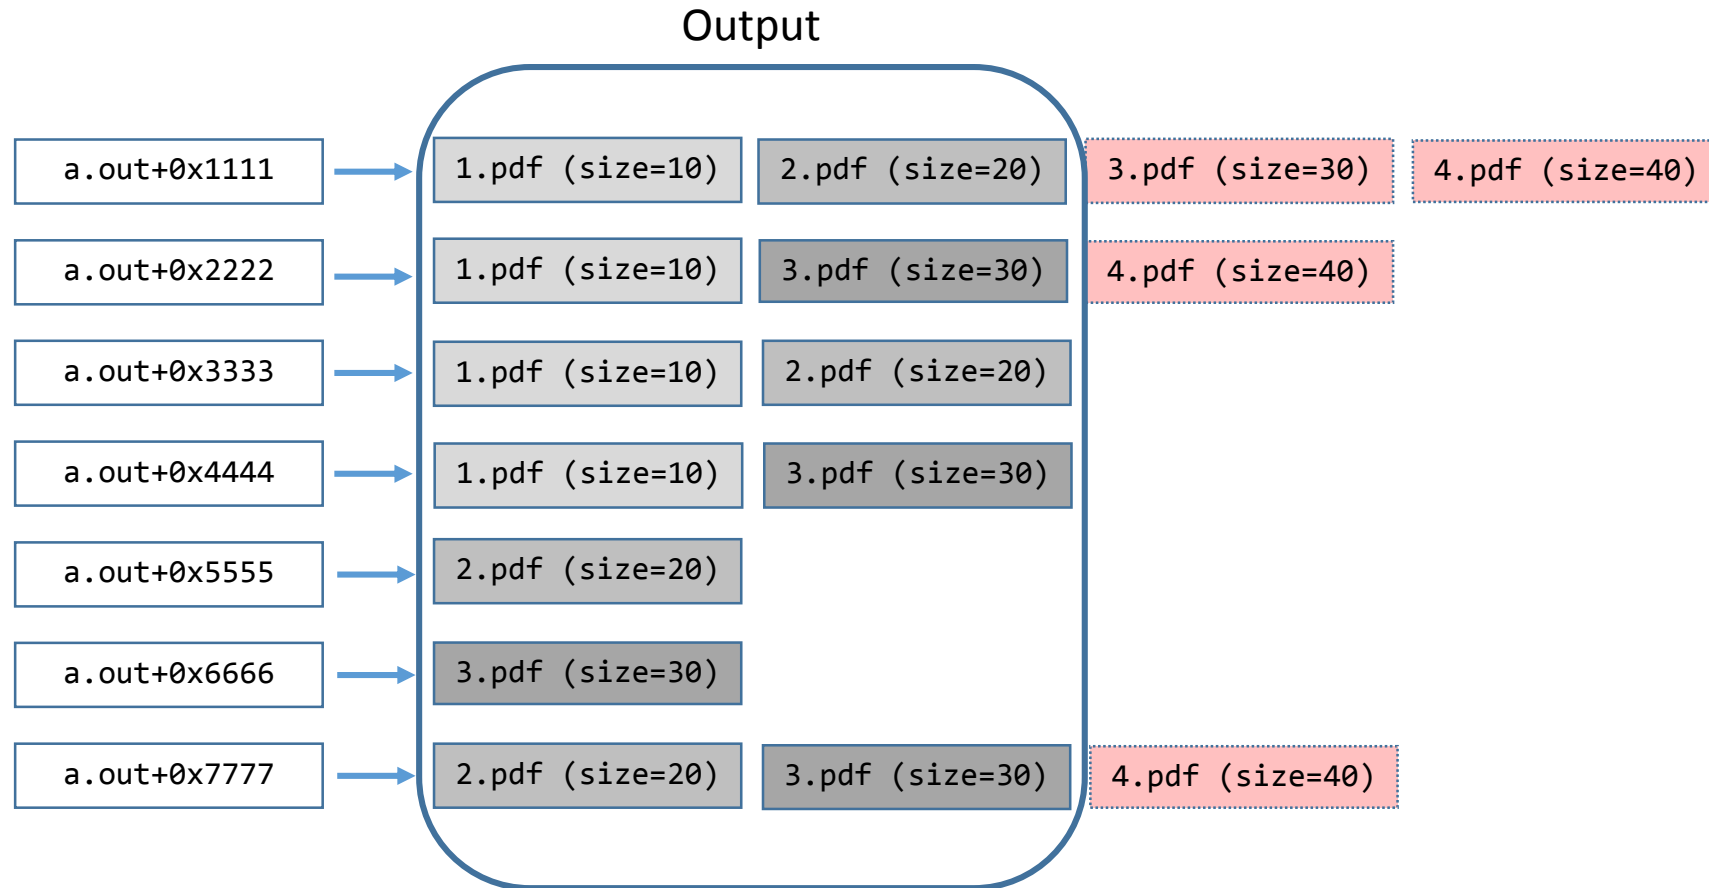 Output
a.out+0x1111 1.pdf (size=10) 2.pdf (size=20) 3.pdf (size=30) 4.pdf (size=40)
a.out+0x2222 1.pdf (size=10) 3.pdf (size=30) 4.pdf (size=40)
a.out+0x3333 1.pdf (size=10) 2.pdf (size=20)
a.out+0x4444 1.pdf (size=10) 3.pdf (size=30)
a.out+0x5555 2.pdf (size=20)
a.out+0x6666 3.pdf (size=30)
a.out+0x7777 2.pdf (size=20) 3.pdf (size=30) 4.pdf (size=40)